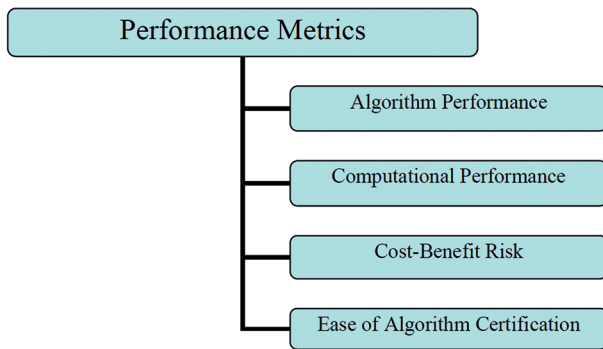 Performance Metrics
Algorithm Performance
Computational Performance
Cost-Benefit Risk
Ease of Algorithm Certification